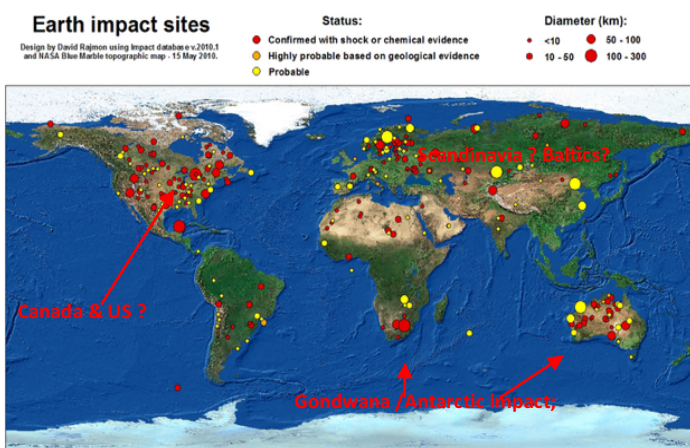 Earth impact sites
Design by David Rajmon using Impact database v.2010.1
and NASA Blue Marble topographic map - 15 May 2010.
Status:
Confirmed with shock or chemical evidence
Highly probable based on geological evidence
Probable
Diameter (km):
<10
10 - 50
50 - 100
100 - 300
Scandinavia ? Baltics?
Canada & US ?
Gondwana /Antarctic Impact;